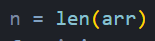 n = len(arr)